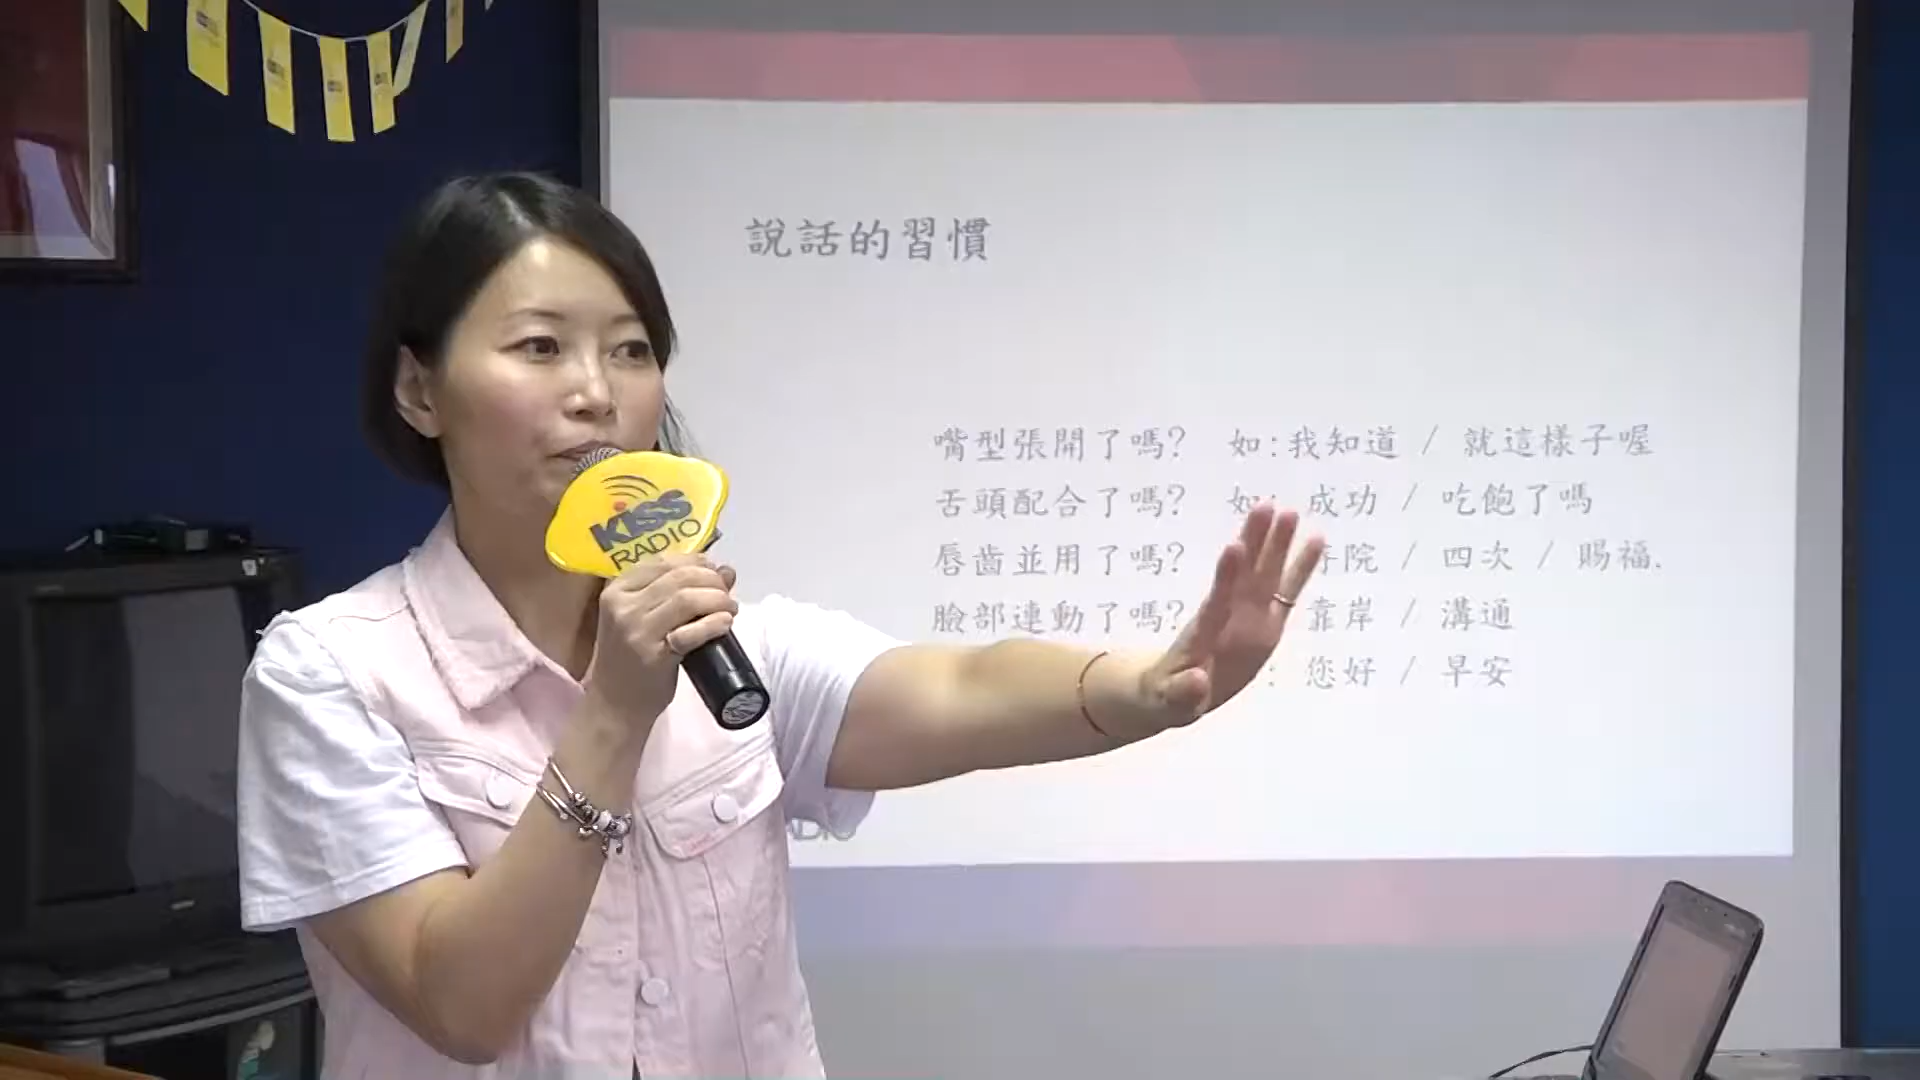 說話的習慣
嘴型張開了嗎? 如:我知道 / 就這樣子喔
舌頭配合了嗎? 如: 成功 / 吃飽了嗎
唇齒並用了嗎? 院 / 四次 / 賜福.
臉部連動了嗎? 靠岸 / 溝通
: 您好 / 早安
KISS
RADIO